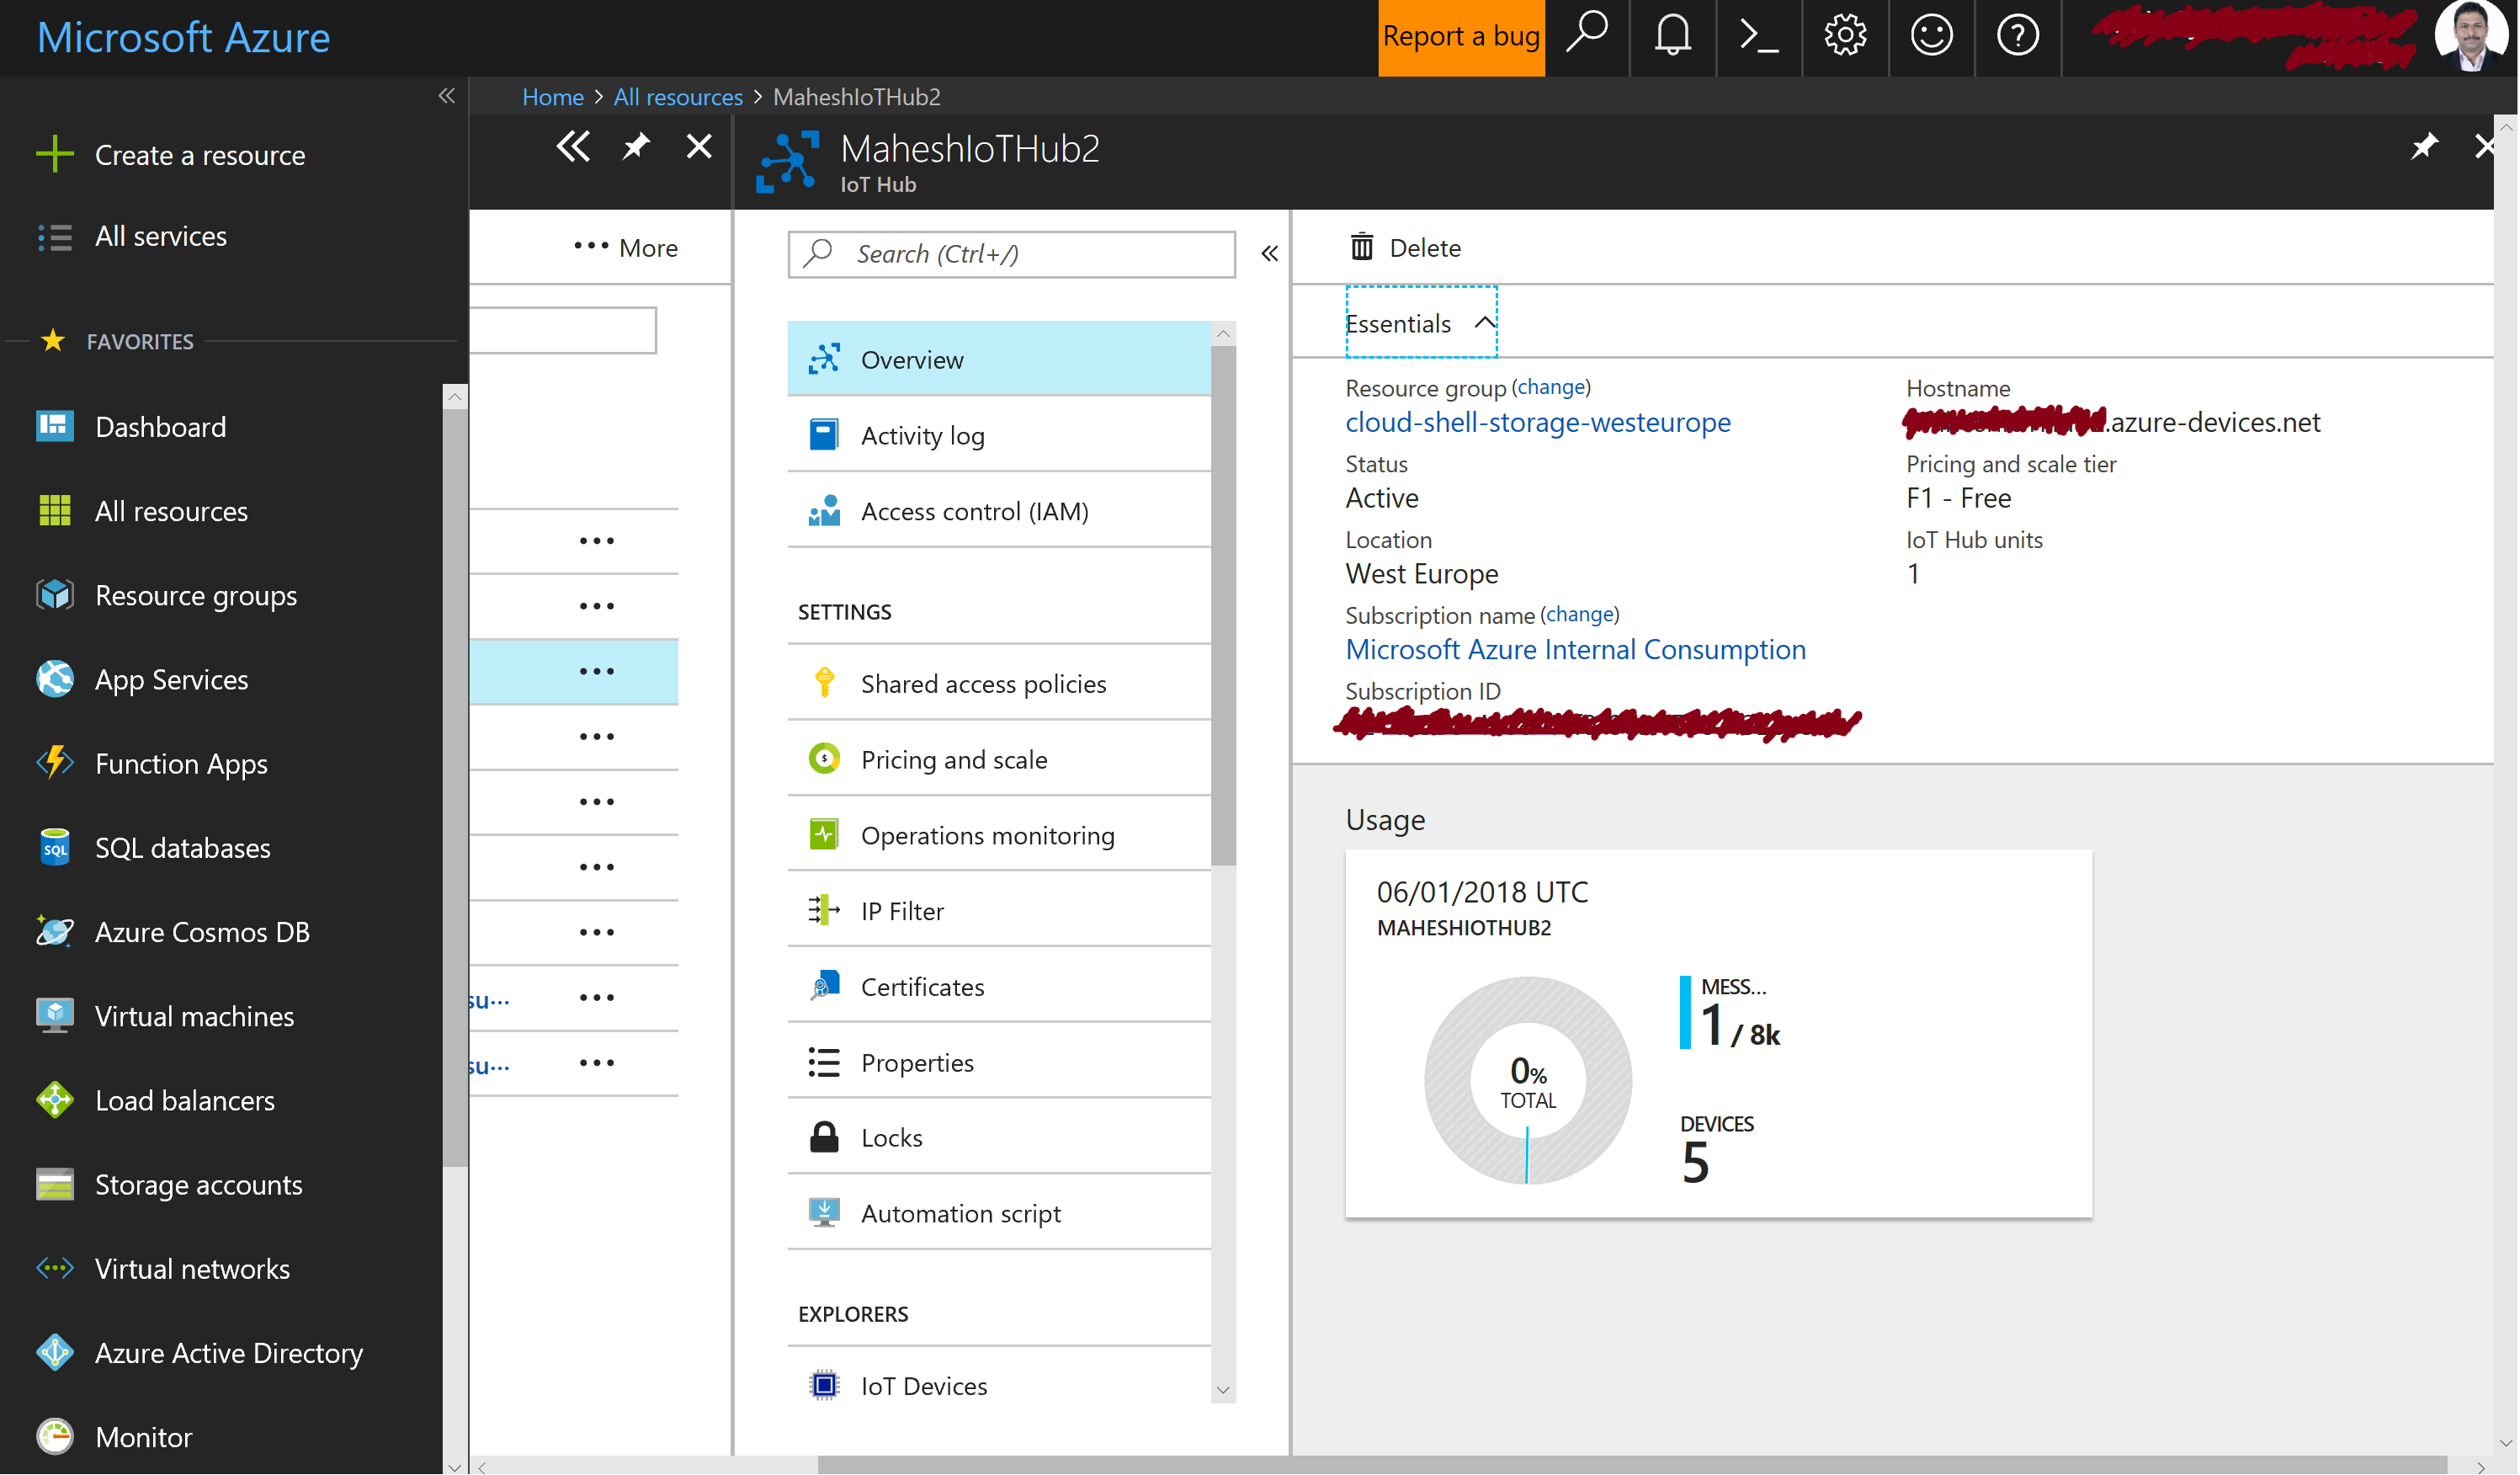 Microsoft Azure
Report a bug
Home > All resources > MaheshIoTHub2
Create a resource
All services
FAVORITES
Dashboard
All resources
Resource groups
App Services
Function Apps
SQL databases
Azure Cosmos DB
Virtual machines
Load balancers
Storage accounts
Virtual networks
Azure Active Directory
Monitor
••• More
su...
su...
MaheshIoTHub2
IoT Hub
Search (Ctrl+/)
Overview
Activity log
Access control (IAM)
SETTINGS
Shared access policies
Pricing and scale
Operations monitoring
IP Filter
Certificates
Properties
Locks
Automation script
EXPLORERS
IoT Devices
Delete
Essentials
Resource group (change)
cloud-shell-storage-westeurope
Status
Active
Location
West Europe
Subscription name (change)
Microsoft Azure Internal Consumption
Subscription ID
Hostname
.azure-devices.net
Pricing and scale tier
F1 - Free
IoT Hub units
1
Usage
06/01/2018 UTC
MAHESHIOTHUB2
0%
TOTAL
MESS...
1 / 8k
DEVICES
5